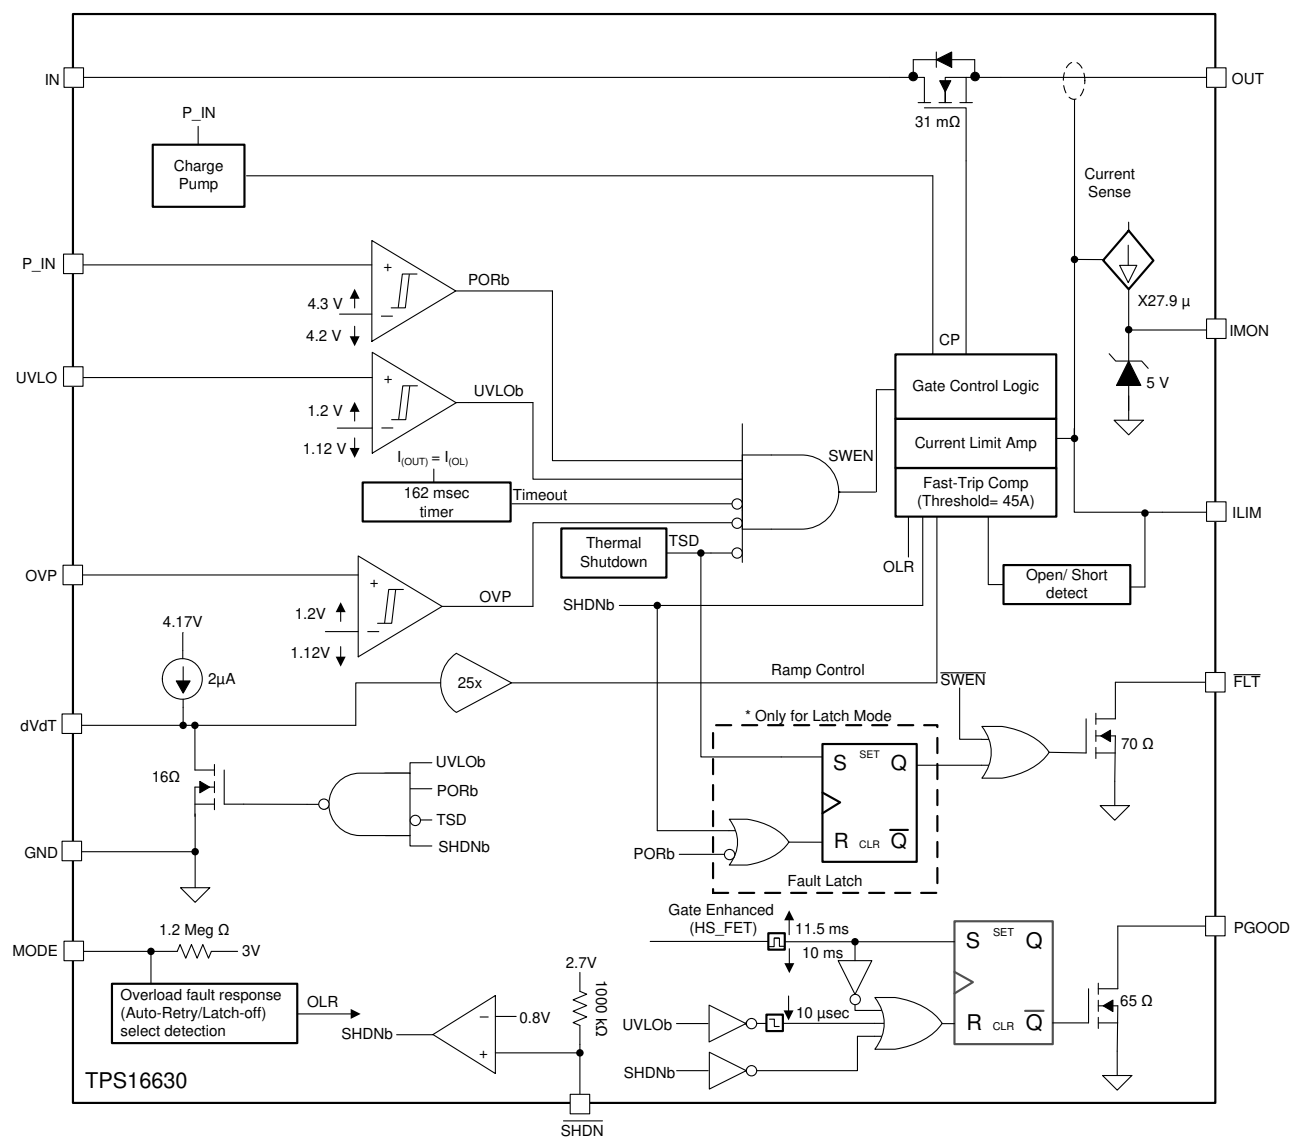 IN
OUT
31 mΩ
P_IN
Charge
Pump
Current
Sense
P_IN
+
−
4.3 V
4.2 V
PORb
X27.9 µ
IMON
5 V
CP
UVLO
+
−
1.2 V
1.12 V
UVLOb
Gate Control Logic
Current Limit Amp
Fast-Trip Comp
(Threshold= 45A)
SWEN
I(OUT) = I(OL)
162 msec
timer
Timeout
ILIM
Thermal
Shutdown
TSD
OLR
Open/ Short
detect
OVP
+
−
1.2V
1.12V
OVP
SHDNb
4.17V
2µA
25x
Ramp Control
SWEN
FLT
dVdT
* Only for Latch Mode
S
SET
Q
R
CLR
Q
PORb
Fault Latch
70 Ω
16Ω
UVLOb
PORb
TSD
SHDNb
GND
Gate Enhanced
(HS_FET)
11.5 ms
10 ms
S
SET
Q
R
CLR
Q
PGOOD
65 Ω
MODE
1.2 Meg Ω
3V
Overload fault response
(Auto-Retry/Latch-off)
select detection
OLR
2.7V
1000 kΩ
0.8V
−
+
SHDNb
UVLOb
10 µsec
SHDNb
TPS16630
SHDN